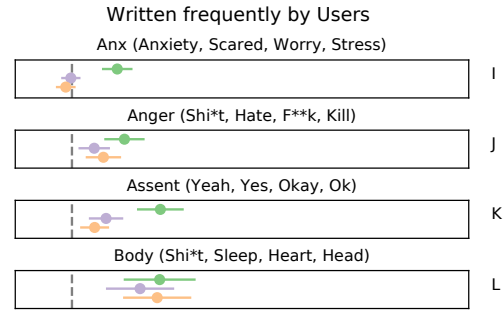 Written frequently by Users
Anx (Anxiety, Scared, Worry, Stress)
I
Anger (Shi*t, Hate, F**k, Kill)
J
Assent (Yeah, Yes, Okay, Ok)
K
Body (Shi*t, Sleep, Heart, Head)
L